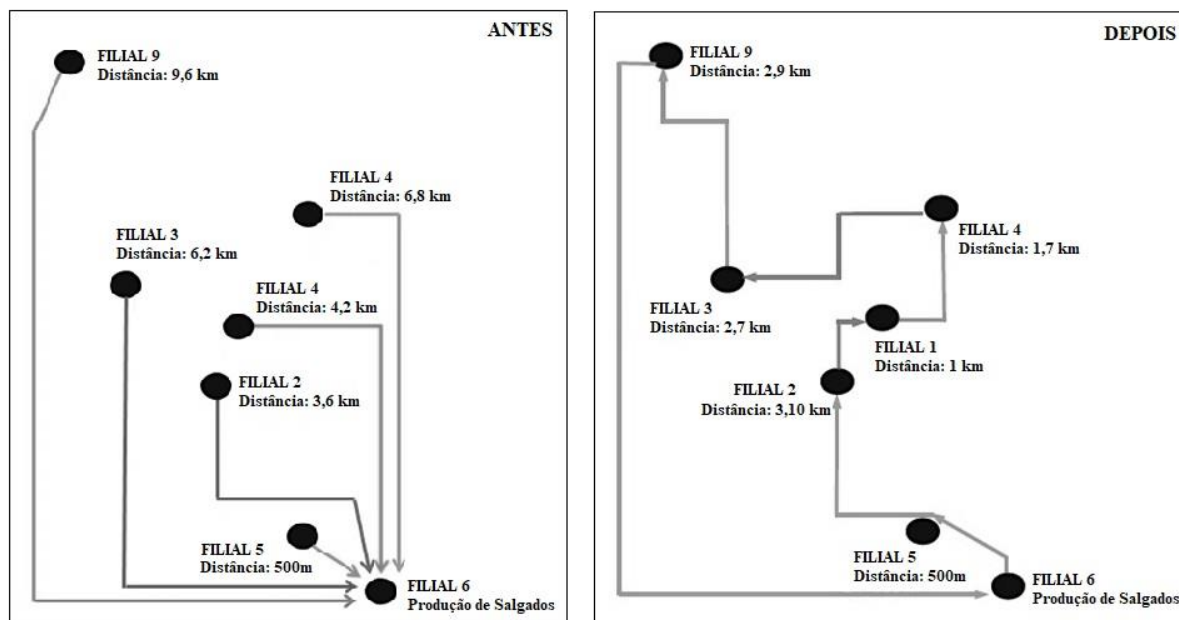 ANTES
FILIAL 9
Distância: 9,6 km
FILIAL 4
Distância: 6,8 km
FILIAL 3
Distância: 6,2 km
FILIAL 4
Distância: 4,2 km
FILIAL 2
Distância: 3,6 km
FILIAL 5
Distância: 500m
FILIAL 6
Produção de Salgados
DEPOIS
FILIAL 9
Distância: 2,9 km
FILIAL 4
Distância: 1,7 km
FILIAL 3
Distância: 2,7 km
FILIAL 1
Distância: 1 km
FILIAL 2
Distância: 3,10 km
FILIAL 5
Distância: 500m
FILIAL 6
Produção de Salgados